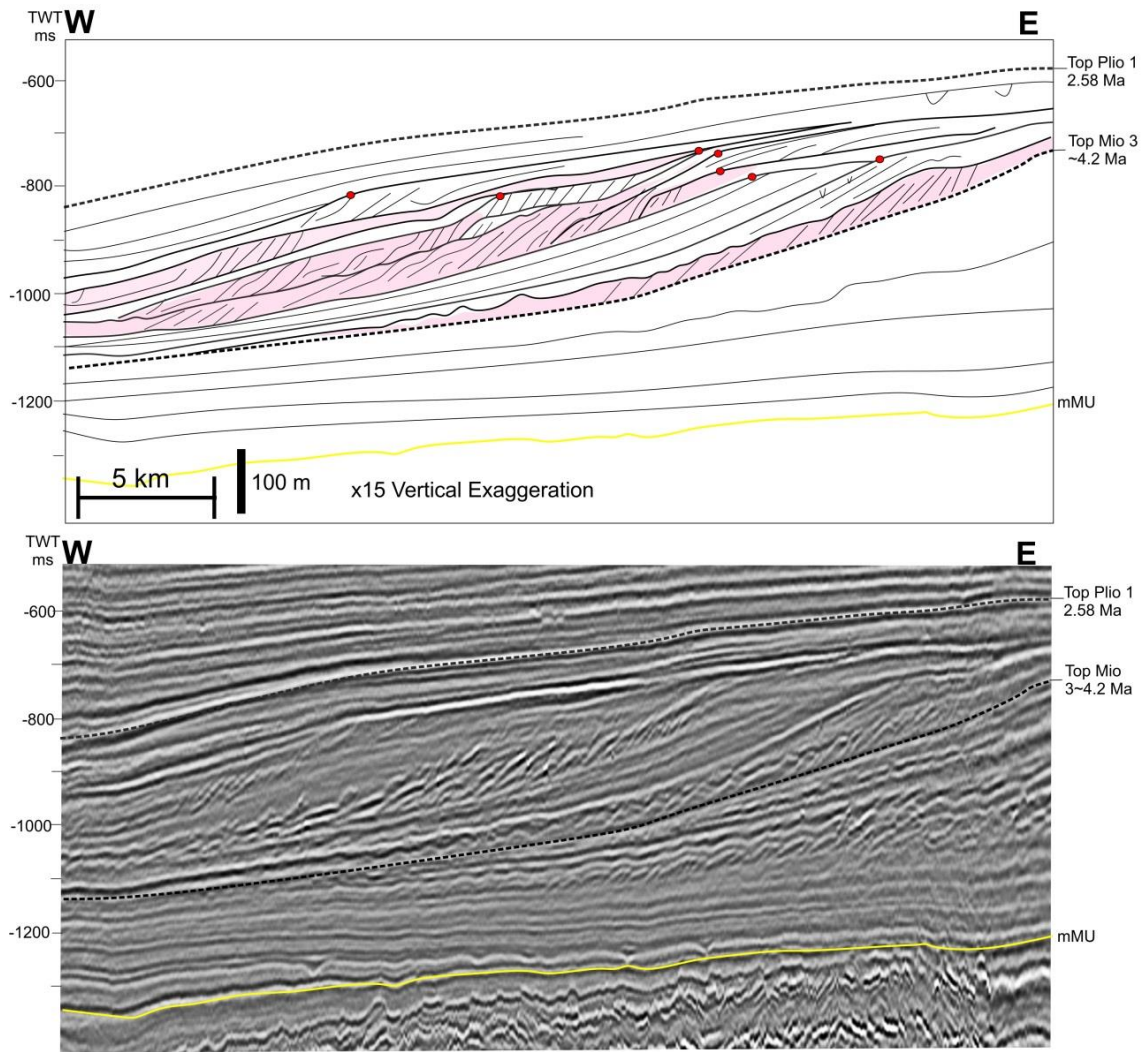 TWT W E
ms
Top Plio 1
2.58 Ma
-600
Top Mio 3
~4.2 Ma
-800
-1000
-1200
mMU
5 km
100 m
x15 Vertical Exaggeration
TWT W E
ms
Top Plio 1
2.58 Ma
-600
Top Mio
3~4.2 Ma
-800
-1000
-1200
mMU